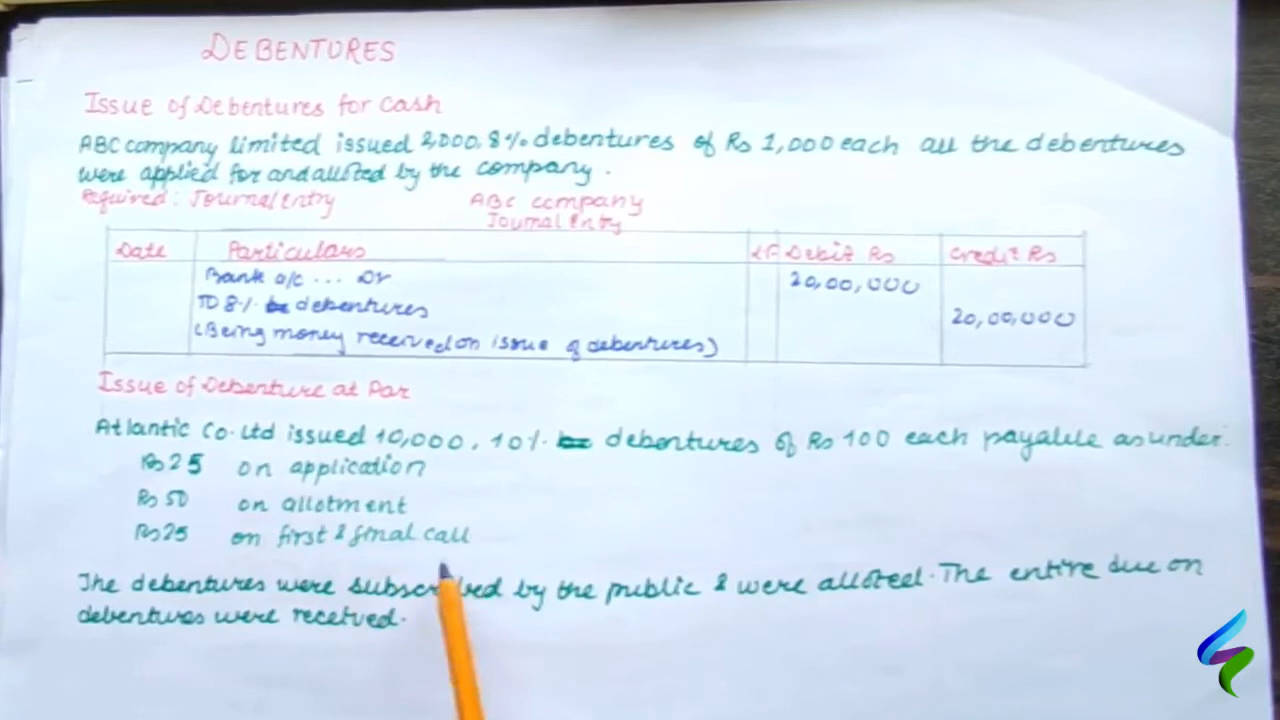 DEBENTURES
Issue of Debentures for Cash
ABC company limited issued 2,000, 8% debentures of Rs 1,000 each all the debentures
were applied for and alloted by the company.
Required: Journal Entry
ABC company
Journal Entry
Date Particulars LF Debit Rs Credit Rs
Bank a/c ... Dr 20,00,000
TO 8% debentures 20,00,000
(Being money received on issue of debentures)
Issue of Debenture at Par
Atlantic Co. Ltd issued 10,000, 10% debentures of Rs 100 each payable as under:
Rs 25 on application
Rs 50 on allotment
Rs 25 on first & final call
The debentures were subscribed by the public & were alloted. The entire due on
debentures were received.